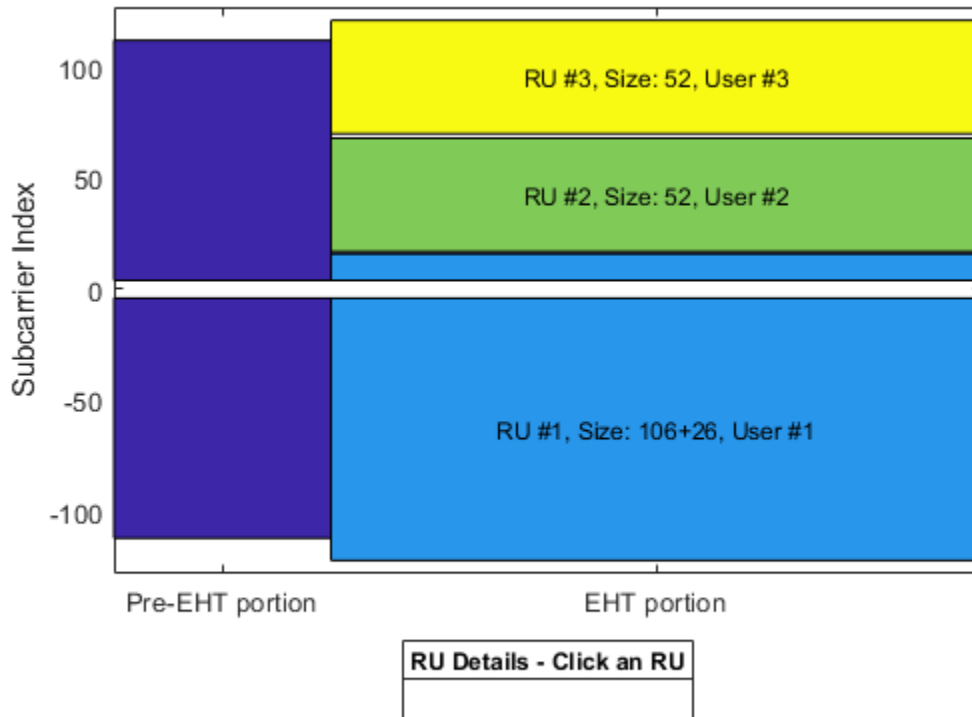 100
RU #3, Size: 52, User #3
50
RU #2, Size: 52, User #2
Subcarrier Index
0
-50
RU #1, Size: 106+26, User #1
-100
Pre-EHT portion
EHT portion
RU Details - Click an RU